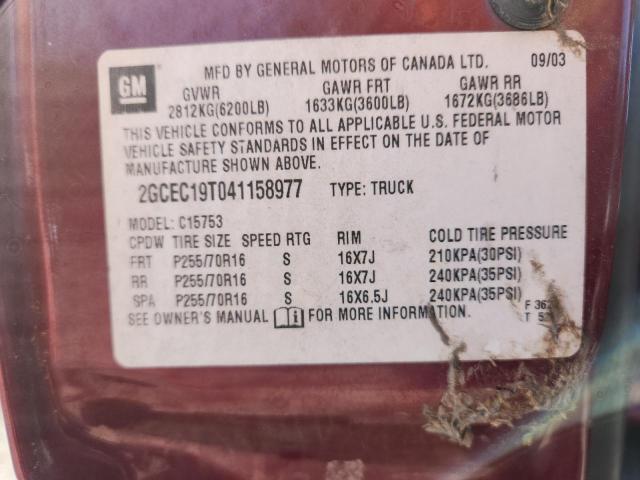 GM
MFD BY GENERAL MOTORS OF CANADA LTD. 09/03
GVWR GAWR FRT GAWR RR
2812KG(6200LB) 1633KG(3600LB) 1672KG(3686LB)
THIS VEHICLE CONFORMS TO ALL APPLICABLE U.S. FEDERAL MOTOR
VEHICLE SAFETY STANDARDS IN EFFECT ON THE DATE OF
MANUFACTURE SHOWN ABOVE.
2GCEC19T041158977 TYPE: TRUCK
MODEL: C15753
CPDW TIRE SIZE SPEED RTG RIM COLD TIRE PRESSURE
FRT P255/70R16 S 16X7J 210KPA(30PSI)
RR P255/70R16 S 16X7J 240KPA(35PSI)
SPA P255/70R16 S 16X6.5J 240KPA(35PSI)
SEE OWNER'S MANUAL FOR MORE INFORMATION.
F
T